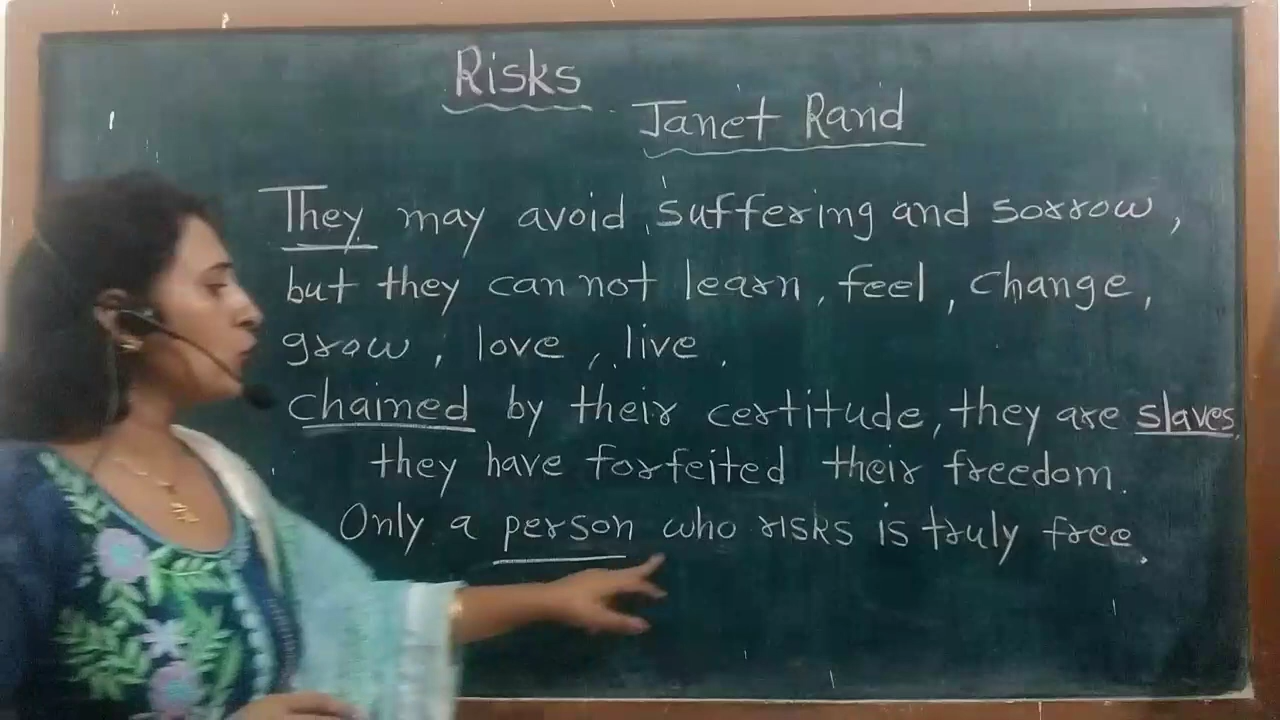 Risks
Janet Rand
They may avoid suffering and sorrow,
but they can not learn, feel, change,
grow, love, live.
chained by their certitude, they are slaves,
they have forfeited their freedom.
Only a person who risks is truly free.